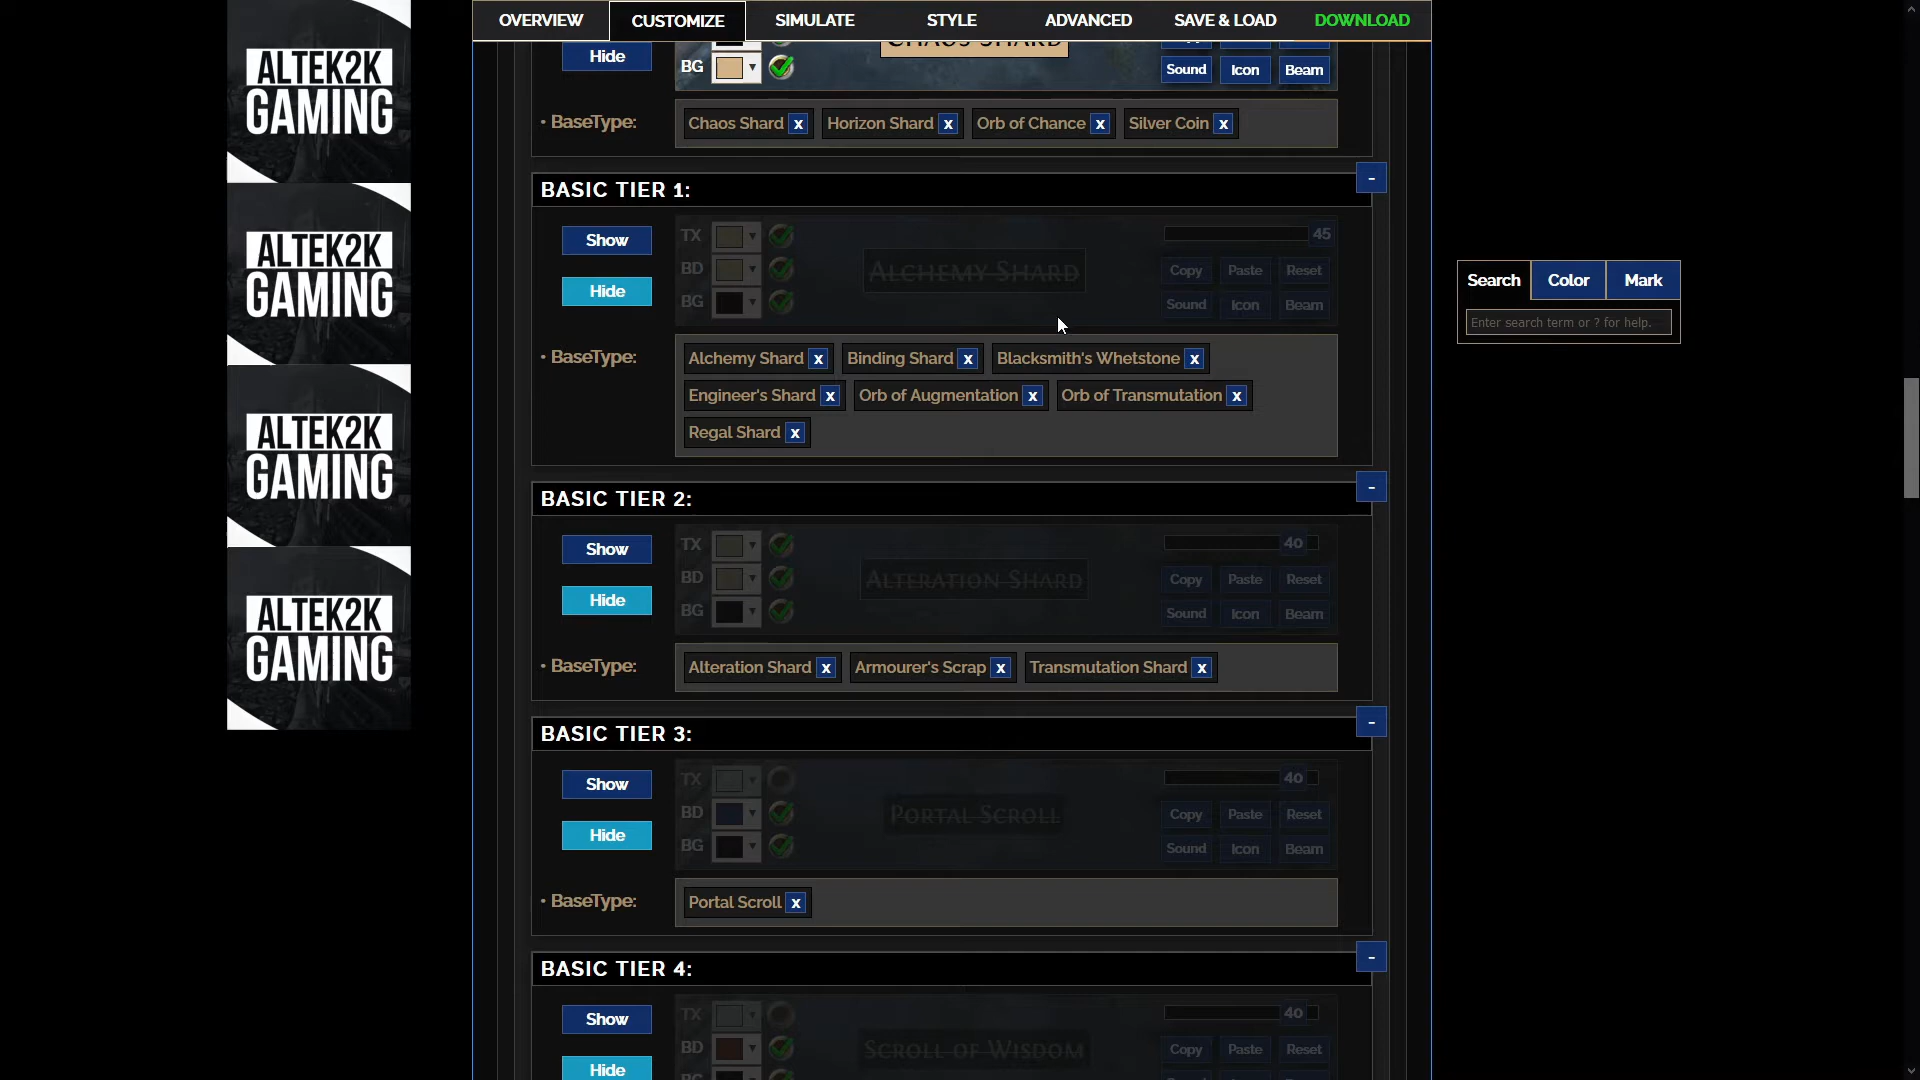 OVERVIEW CUSTOMIZE SIMULATE STYLE ADVANCED SAVE & LOAD DOWNLOAD
ALTEK2K
GAMING
ALTEK2K
GAMING
ALTEK2K
GAMING
ALTEK2K
GAMING
Hide
BG
CHAOS SHARD
Sound Icon Beam
• BaseType:
Chaos Shard x Horizon Shard x Orb of Chance x Silver Coin x
BASIC TIER 1: -
Show
Hide
TX
BD
BG
ALCHEMY SHARD
45
Copy Paste Reset
Sound Icon Beam
• BaseType:
Alchemy Shard x Binding Shard x Blacksmith's Whetstone x
Engineer's Shard x Orb of Augmentation x Orb of Transmutation x
Regal Shard x
BASIC TIER 2: -
Show
Hide
TX
BD
BG
ALTERATION SHARD
40
Copy Paste Reset
Sound Icon Beam
• BaseType:
Alteration Shard x Armourer's Scrap x Transmutation Shard x
BASIC TIER 3: -
Show
Hide
TX
BD
BG
PORTAL SCROLL
40
Copy Paste Reset
Sound Icon Beam
• BaseType:
Portal Scroll x
BASIC TIER 4: -
Show
Hide
TX
BD
SCROLL OF WISDOM
40
Copy Paste Reset
Search Color Mark
Enter search term or ? for help.